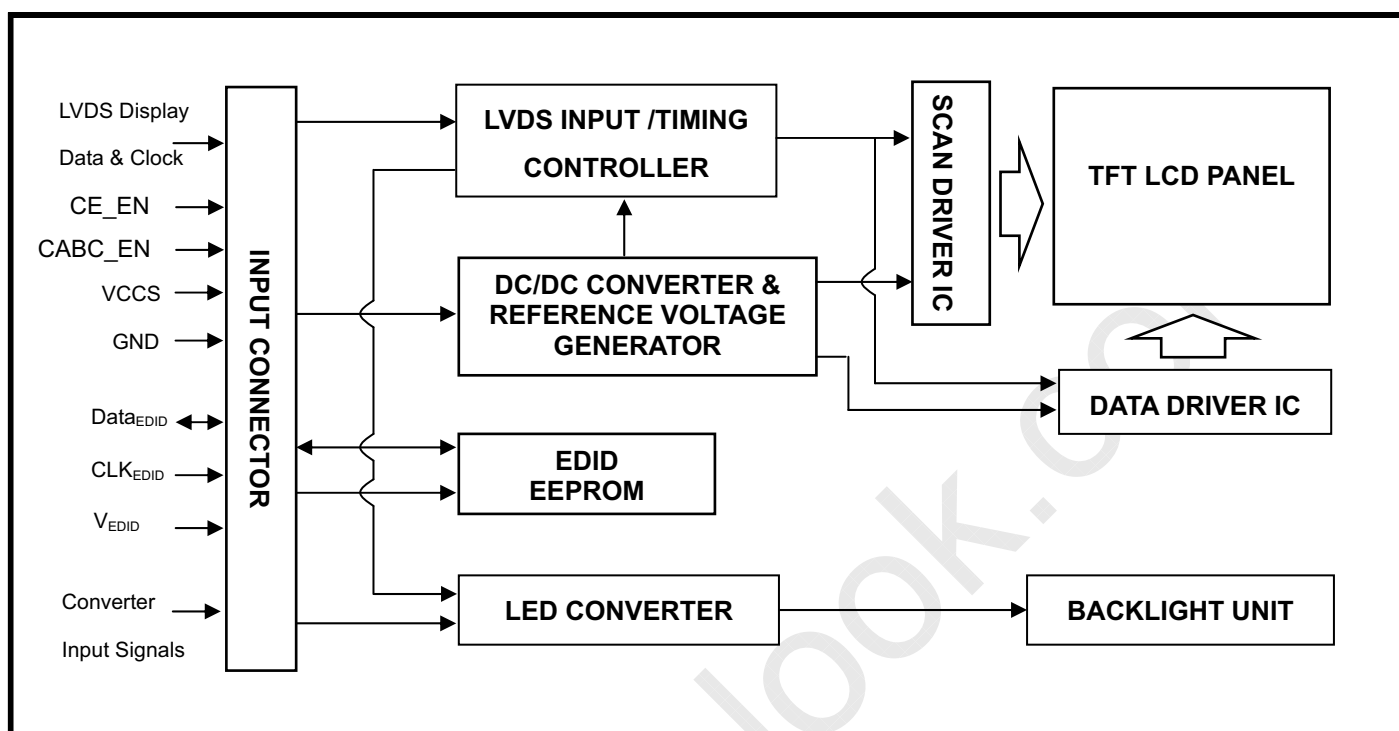 LVDS Display
Data & Clock
CE_EN
CABC_EN
VCCS
GND
DataEDID
CLKEDID
VEDID
Converter
Input Signals
INPUT CONNECTOR
LVDS INPUT /TIMING
CONTROLLER
DC/DC CONVERTER &
REFERENCE VOLTAGE
GENERATOR
EDID
EEPROM
LED CONVERTER
SCAN DRIVER IC
TFT LCD PANEL
DATA DRIVER IC
BACKLIGHT UNIT
look.c